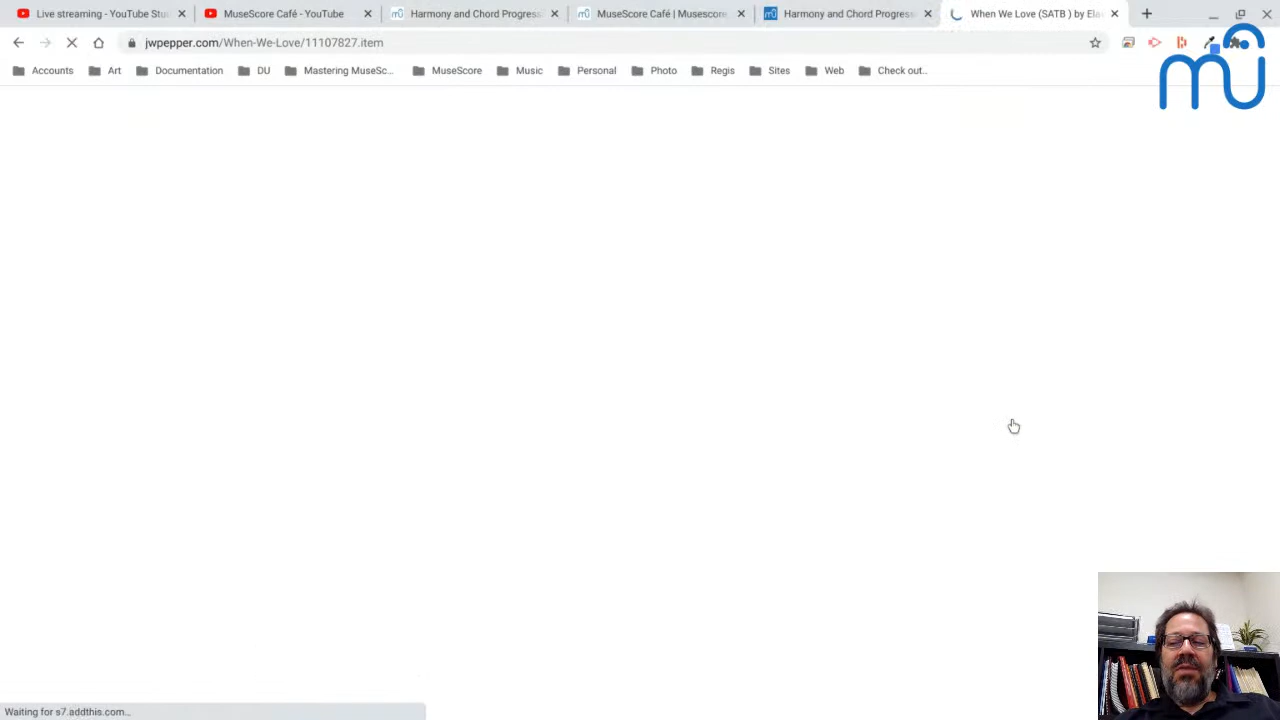 Live streaming - YouTube Stu
MuseScore Café - YouTube
Harmony and Chord Progress
MuseScore Café | Musescore
Harmony and Chord Progress
When We Love (SATB ) by Ela
jwpepper.com/When-We-Love/11107827.item
Accounts
Art
Documentation
DU
Mastering MuseSc...
MuseScore
Music
Personal
Photo
Regis
Sites
Web
Check out..
mu
Waiting for s7.addthis.com...